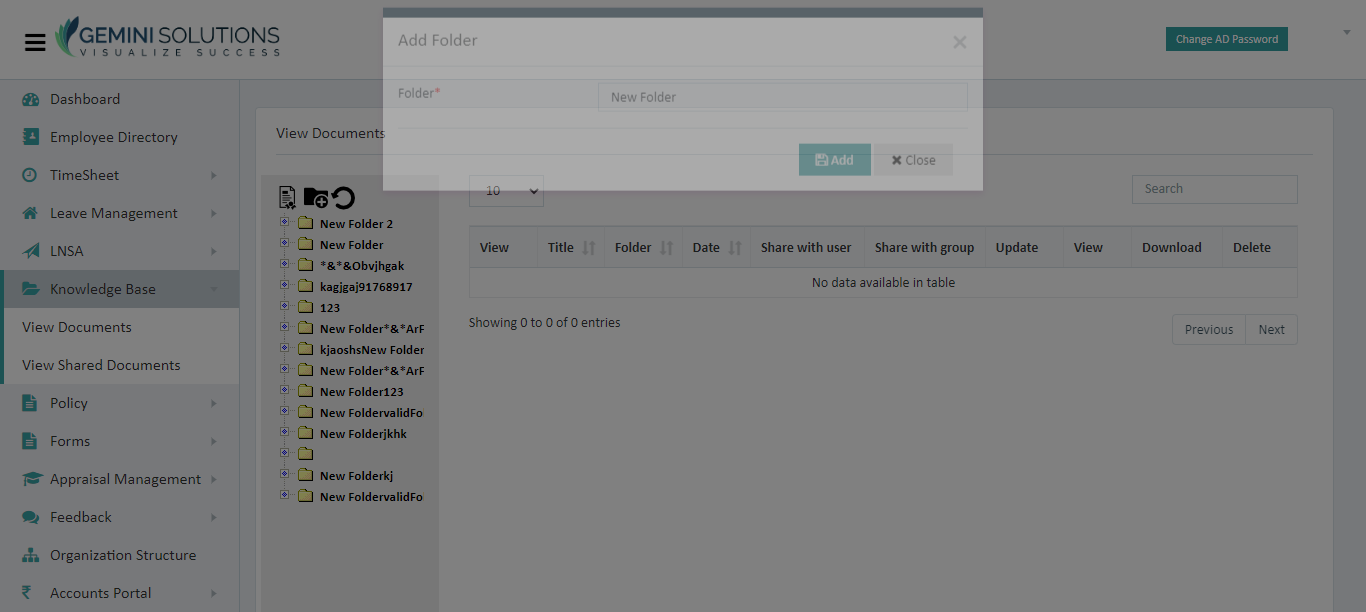 GEMINI SOLUTIONS
VISUALIZE SUCCESS
Add Folder
Change AD Password
Folder*
New Folder
Add
Close
Dashboard
Employee Directory
TimeSheet
Leave Management
LNSA
Knowledge Base
View Documents
View Shared Documents
Policy
Forms
Appraisal Management
Feedback
Organization Structure
Accounts Portal
View Documents
New Folder 2
New Folder
*&*&Obvjhgak
kagjgaj91768917
123
New Folder*&*ArF
kjaoshsNew Folder
New Folder*&*ArF
New Folder123
New FoldervalidFo
New Folderjkhk
New Folderkj
New FoldervalidFo
10
Search
View Title Folder Date Share with user Share with group Update View Download Delete
No data available in table
Showing 0 to 0 of 0 entries
Previous Next